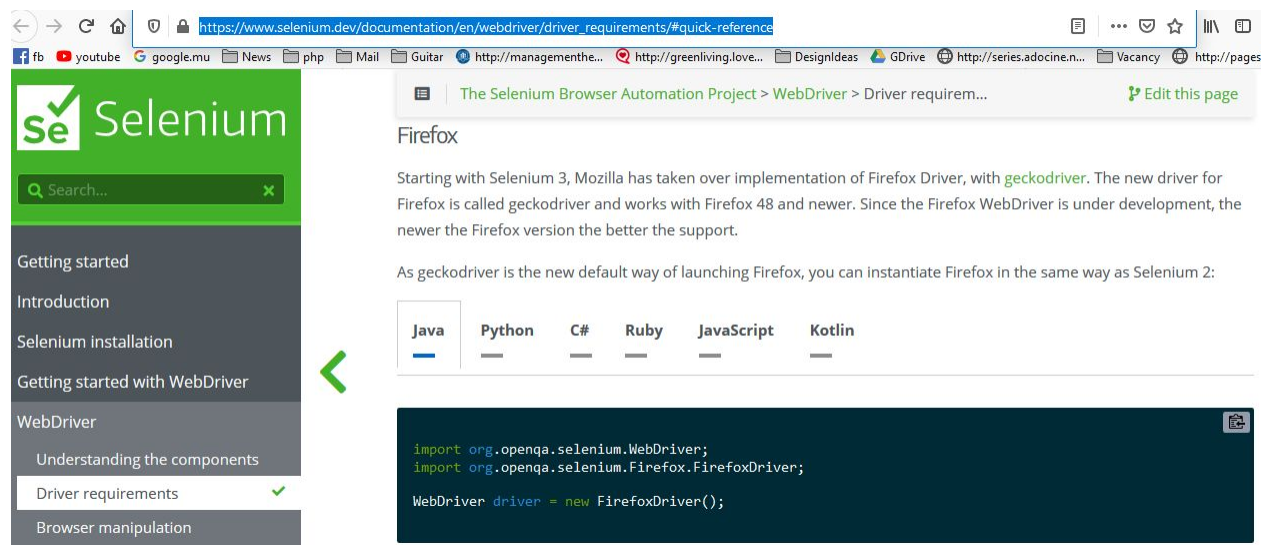 https://www.selenium.dev/documentation/en/webdriver/driver_requirements/#quick-reference
fb youtube google.mu News php Mail Guitar http://managementhe... http://greenliving.love... DesignIdeas GDrive http://series.adocine.n... Vacancy http://pages
Se Selenium
Search...
Getting started
Introduction
Selenium installation
Getting started with WebDriver
WebDriver
Understanding the components
Driver requirements
Browser manipulation
The Selenium Browser Automation Project > WebDriver > Driver requirem... Edit this page
Firefox
Starting with Selenium 3, Mozilla has taken over implementation of Firefox Driver, with geckodriver. The new driver for
Firefox is called geckodriver and works with Firefox 48 and newer. Since the Firefox WebDriver is under development, the
newer the Firefox version the better the support.
As geckodriver is the new default way of launching Firefox, you can instantiate Firefox in the same way as Selenium 2:
Java Python C# Ruby JavaScript Kotlin
import org.openqa.selenium.WebDriver;
import org.openqa.selenium.Firefox.FirefoxDriver;
WebDriver driver = new FirefoxDriver();